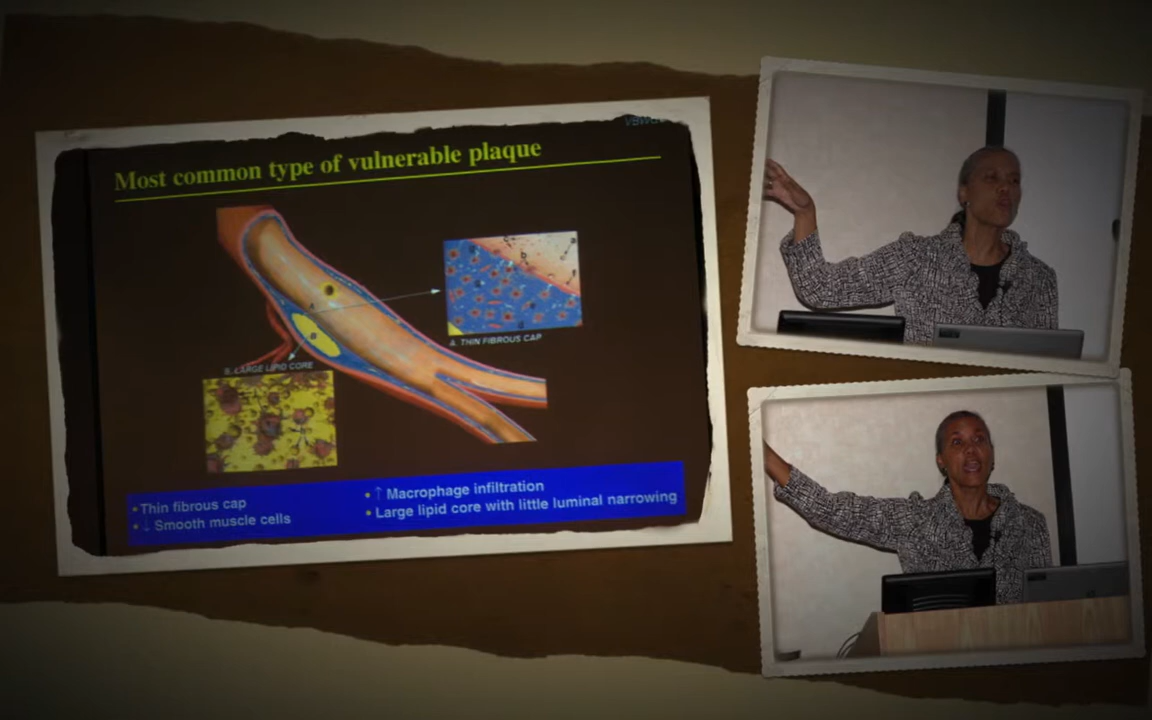 Most common type of vulnerable plaque
A. THIN FIBROUS CAP
B. LARGE LIPID CORE
• Thin fibrous cap
• ↓ Smooth muscle cells
• ↑ Macrophage infiltration
• Large lipid core with little luminal narrowing